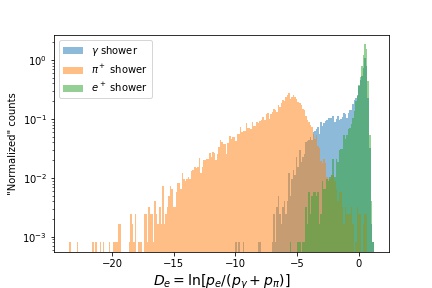 γ shower
π⁺ shower
e⁺ shower
10⁰
10⁻¹
10⁻²
10⁻³
"Normalized" counts
−20 −15 −10 −5 0
Dₑ = ln[pₑ/(pᵧ + p_π)]